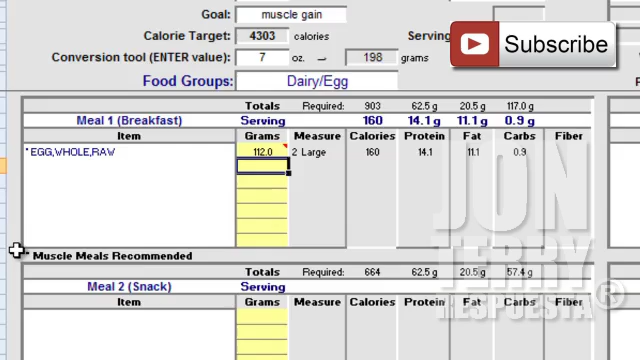 Goal: muscle gain
Calorie Target: 4303 calories Serving
Subscribe
Conversion tool (ENTER value): 7 oz. 198 grams
Food Groups: Dairy/Egg
Totals Required: 903 62.5 g 20.5 g 117.0 g
Meal 1 (Breakfast) Serving 160 14.1 g 11.1 g 0.9 g
Item Grams Measure Calories Protein Fat Carbs Fiber
* EGG,WHOLE,RAW 112.0 2 Large 160 14.1 11.1 0.9
Muscle Meals Recommended
Totals Required: 664 62.5 g 20.5 g 57.4 g
Meal 2 (Snack) Serving
Item Grams Measure Calories Protein Fat Carbs Fiber
JON
TERRY
RESPUESTA®